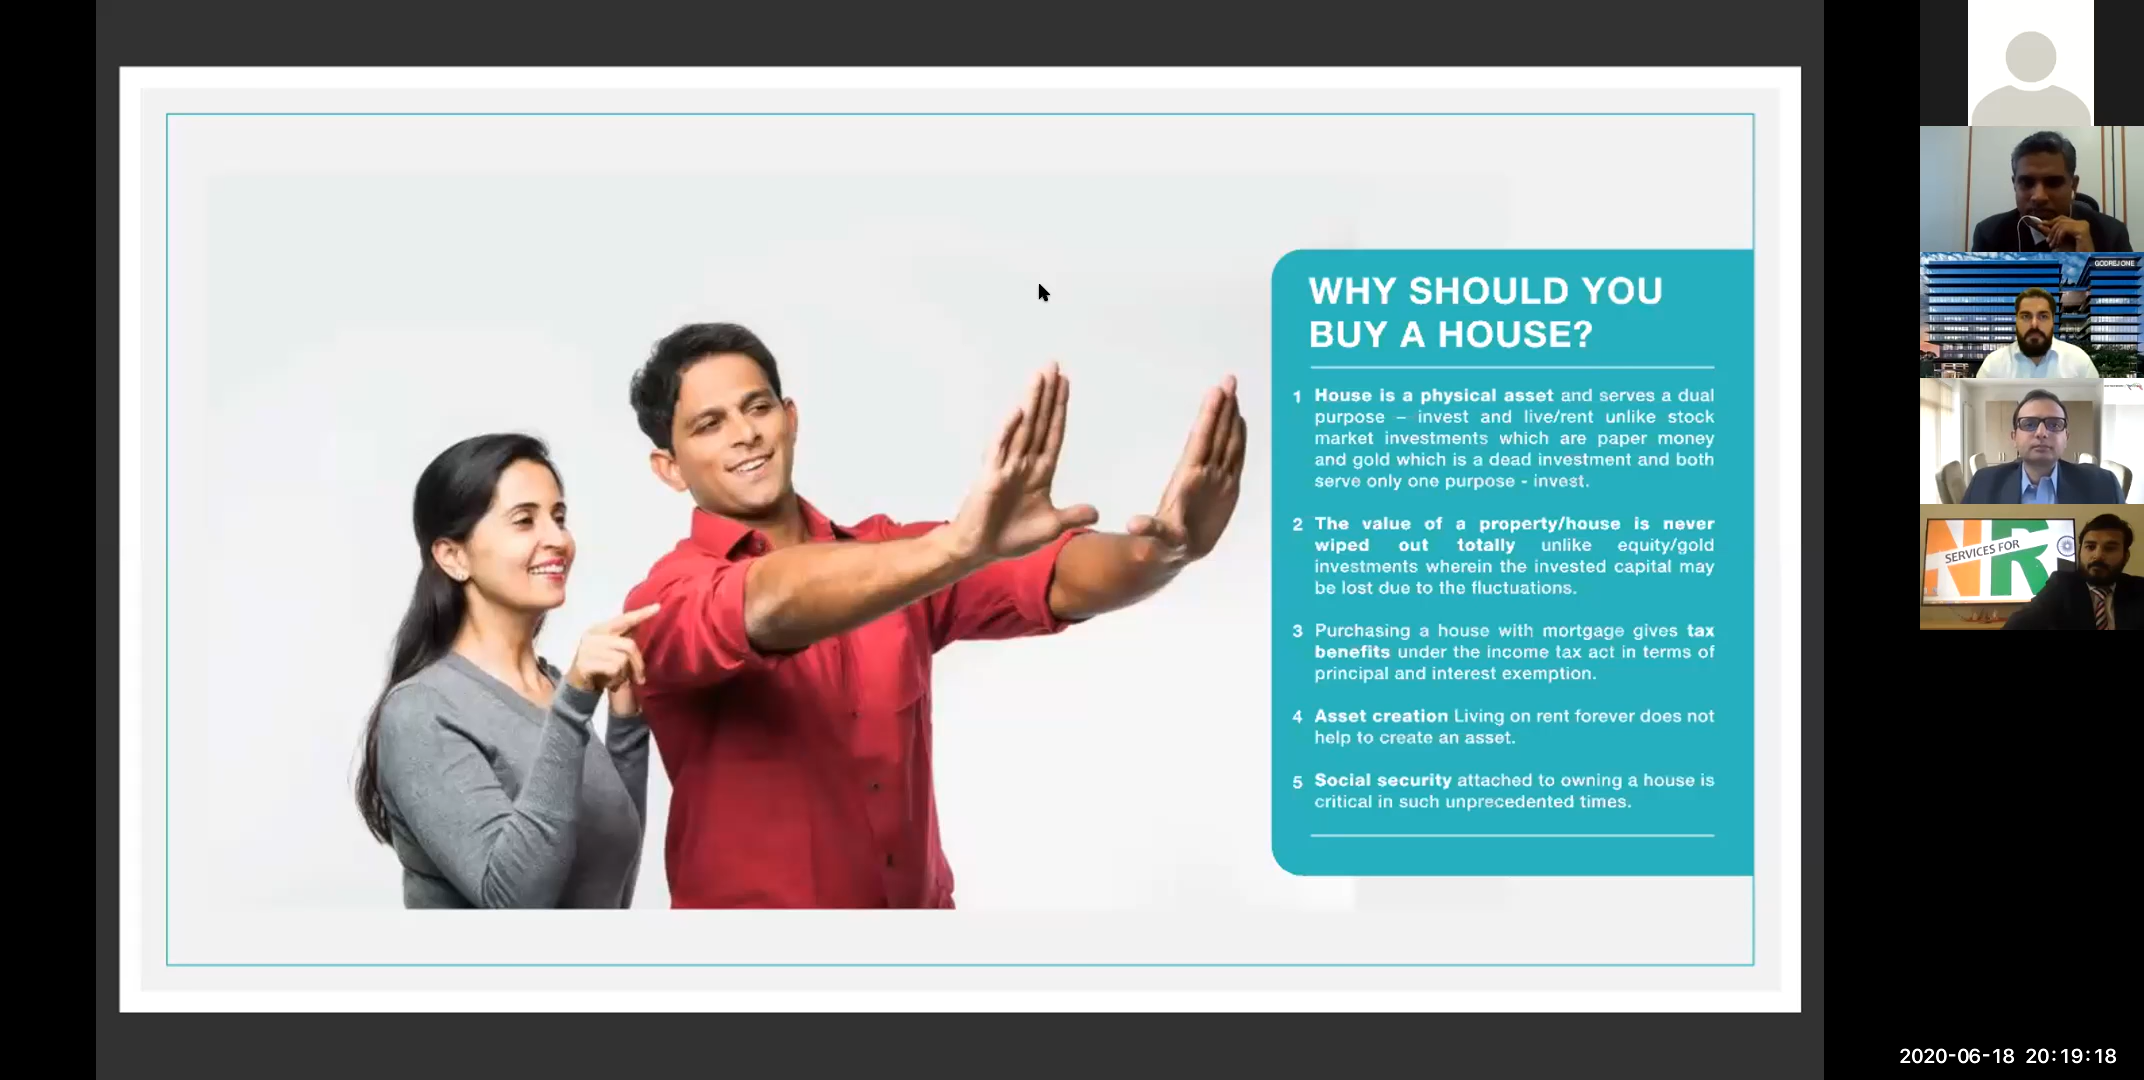 WHY SHOULD YOU
BUY A HOUSE?
1 House is a physical asset and serves a dual
purpose – invest and live/rent unlike stock
market investments which are paper money
and gold which is a dead investment and both
serve only one purpose - invest.
2 The value of a property/house is never
wiped out totally unlike equity/gold
investments wherein the invested capital may
be lost due to the fluctuations.
3 Purchasing a house with mortgage gives tax
benefits under the income tax act in terms of
principal and interest exemption.
4 Asset creation Living on rent forever does not
help to create an asset.
5 Social security attached to owning a house is
critical in such unprecedented times.
GODREJ ONE
SERVICES FOR
NR
2020-06-18 20:19:18